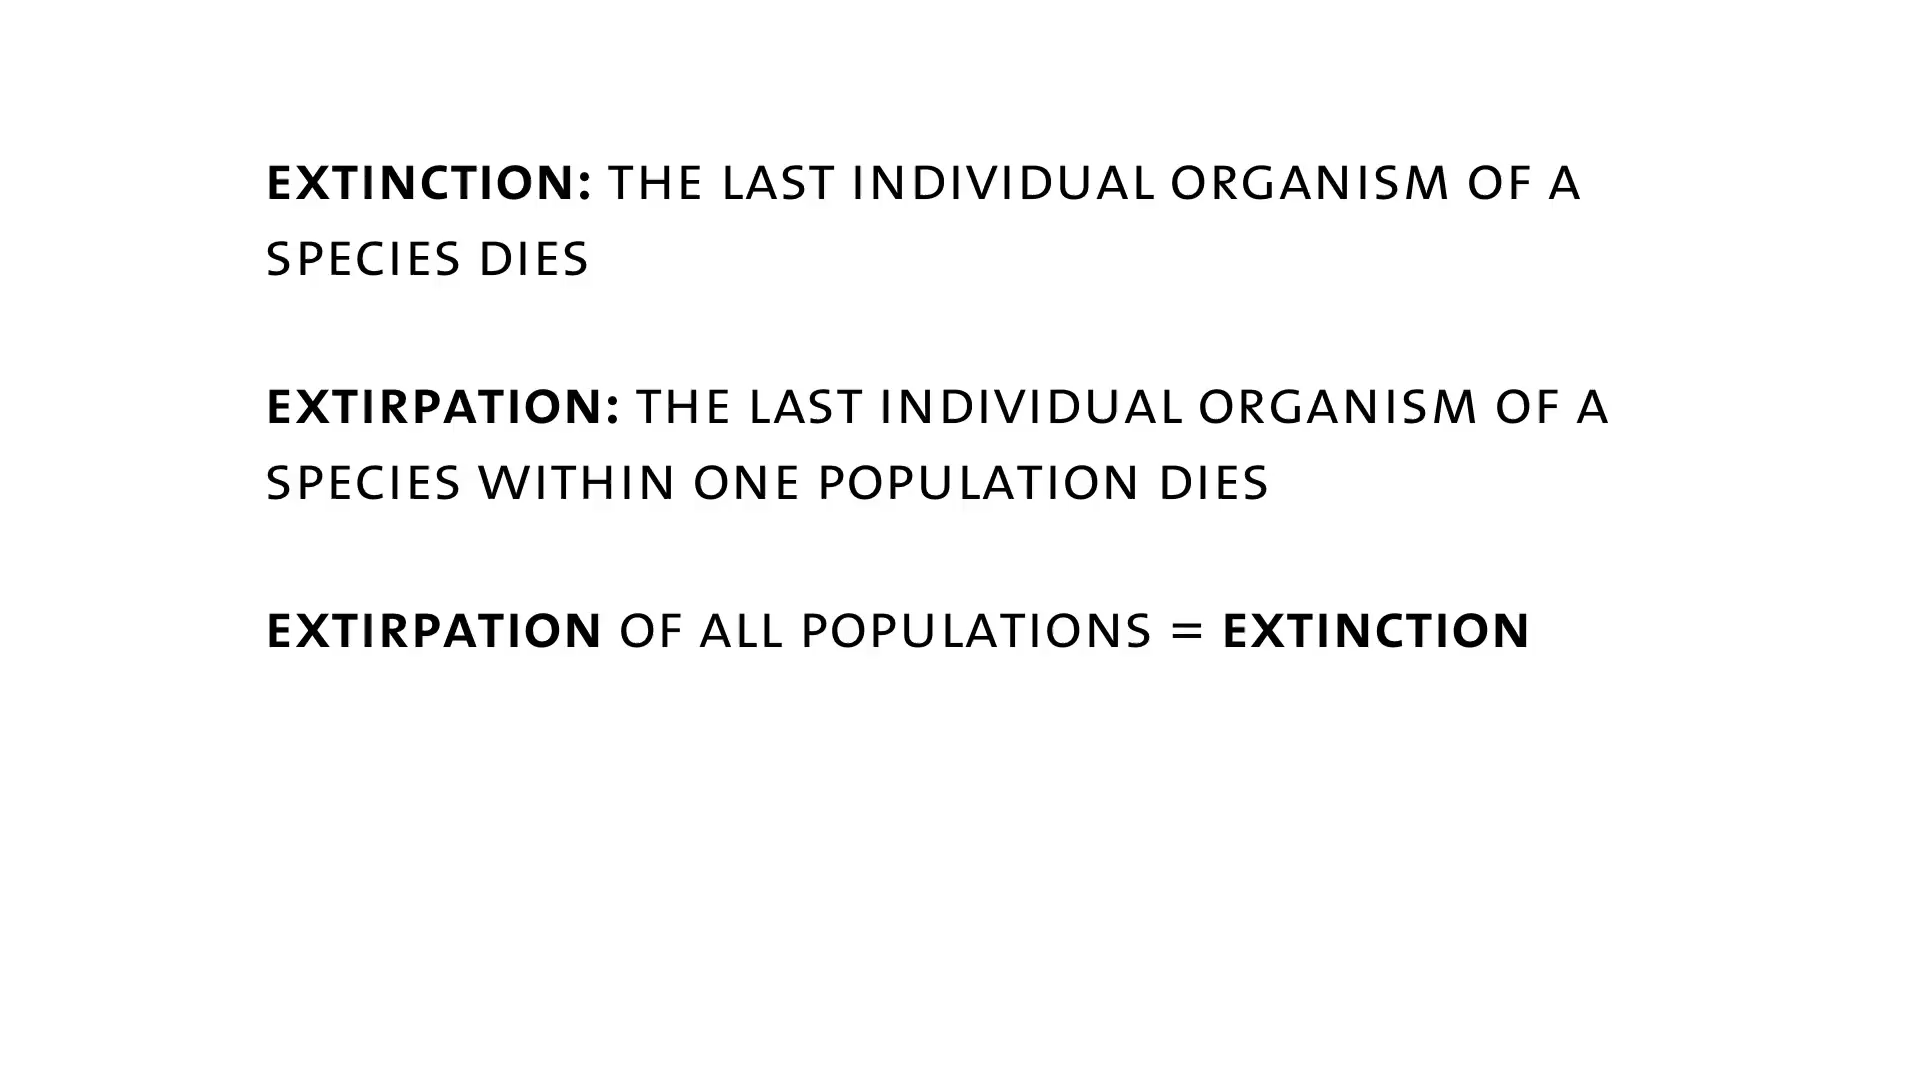 EXTINCTION: THE LAST INDIVIDUAL ORGANISM OF A
SPECIES DIES
EXTIRPATION: THE LAST INDIVIDUAL ORGANISM OF A
SPECIES WITHIN ONE POPULATION DIES
EXTIRPATION OF ALL POPULATIONS = EXTINCTION